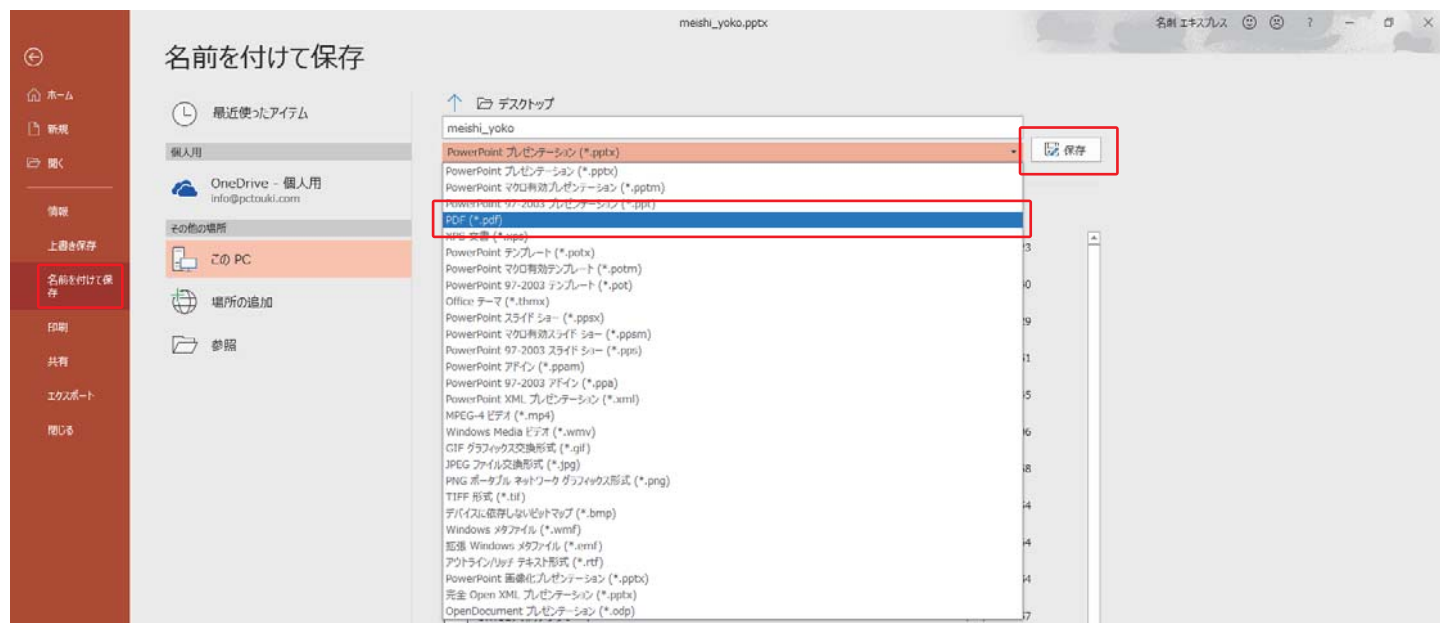 meishi_yoko.pptx
名刺 エキスプレス
?
名前を付けて保存
ホーム
新規
開く
情報
上書き保存
名前を付けて保
存
印刷
共有
エクスポート
閉じる
最近使ったアイテム
個人用
OneDrive - 個人用
info@pctouki.com
その他の場所
この PC
場所の追加
参照
デスクトップ
meishi_yoko
PowerPoint プレゼンテーション (*.pptx)
保存
PowerPoint プレゼンテーション (*.pptx)
PowerPoint マクロ有効プレゼンテーション (*.pptm)
PowerPoint 97-2003 プレゼンテーション (*.ppt)
PDF (*.pdf)
XPS 文書 (*.xps)
PowerPoint テンプレート (*.potx)
PowerPoint マクロ有効テンプレート (*.potm)
PowerPoint 97-2003 テンプレート (*.pot)
Office テーマ (*.thmx)
PowerPoint スライド ショー (*.ppsx)
PowerPoint マクロ有効スライド ショー (*.ppsm)
PowerPoint 97-2003 スライド ショー (*.pps)
PowerPoint アドイン (*.ppam)
PowerPoint 97-2003 アドイン (*.ppa)
PowerPoint XML プレゼンテーション (*.xml)
MPEG-4 ビデオ (*.mp4)
Windows Media ビデオ (*.wmv)
GIF グラフィックス交換形式 (*.gif)
JPEG ファイル交換形式 (*.jpg)
PNG ポータブル ネットワーク グラフィックス形式 (*.png)
TIFF 形式 (*.tif)
デバイスに依存しないビットマップ (*.bmp)
Windows メタファイル (*.wmf)
拡張 Windows メタファイル (*.emf)
アウトライン/リッチ テキスト形式 (*.rtf)
PowerPoint 画像化プレゼンテーション (*.pptx)
完全 Open XML プレゼンテーション (*.pptx)
OpenDocument プレゼンテーション (*.odp)